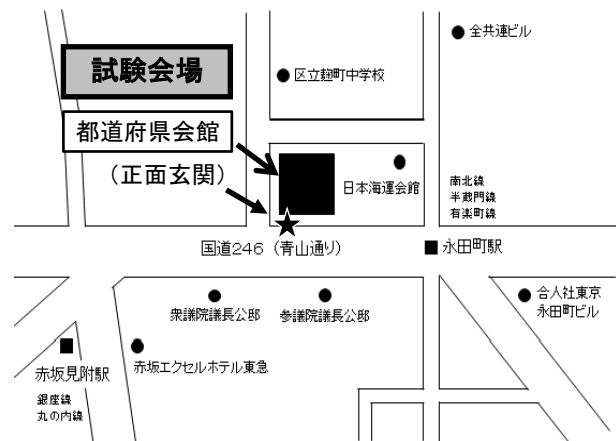 全共連ビル
試験会場
区立麹町中学校
都道府県会館
（正面玄関）
日本海運会館
南北線
半蔵門線
有楽町線
国道246（青山通り）
永田町駅
衆議院議長公邸
参議院議長公邸
合人社東京
永田町ビル
赤坂見附駅
赤坂エクセルホテル東急
銀座線
丸の内線